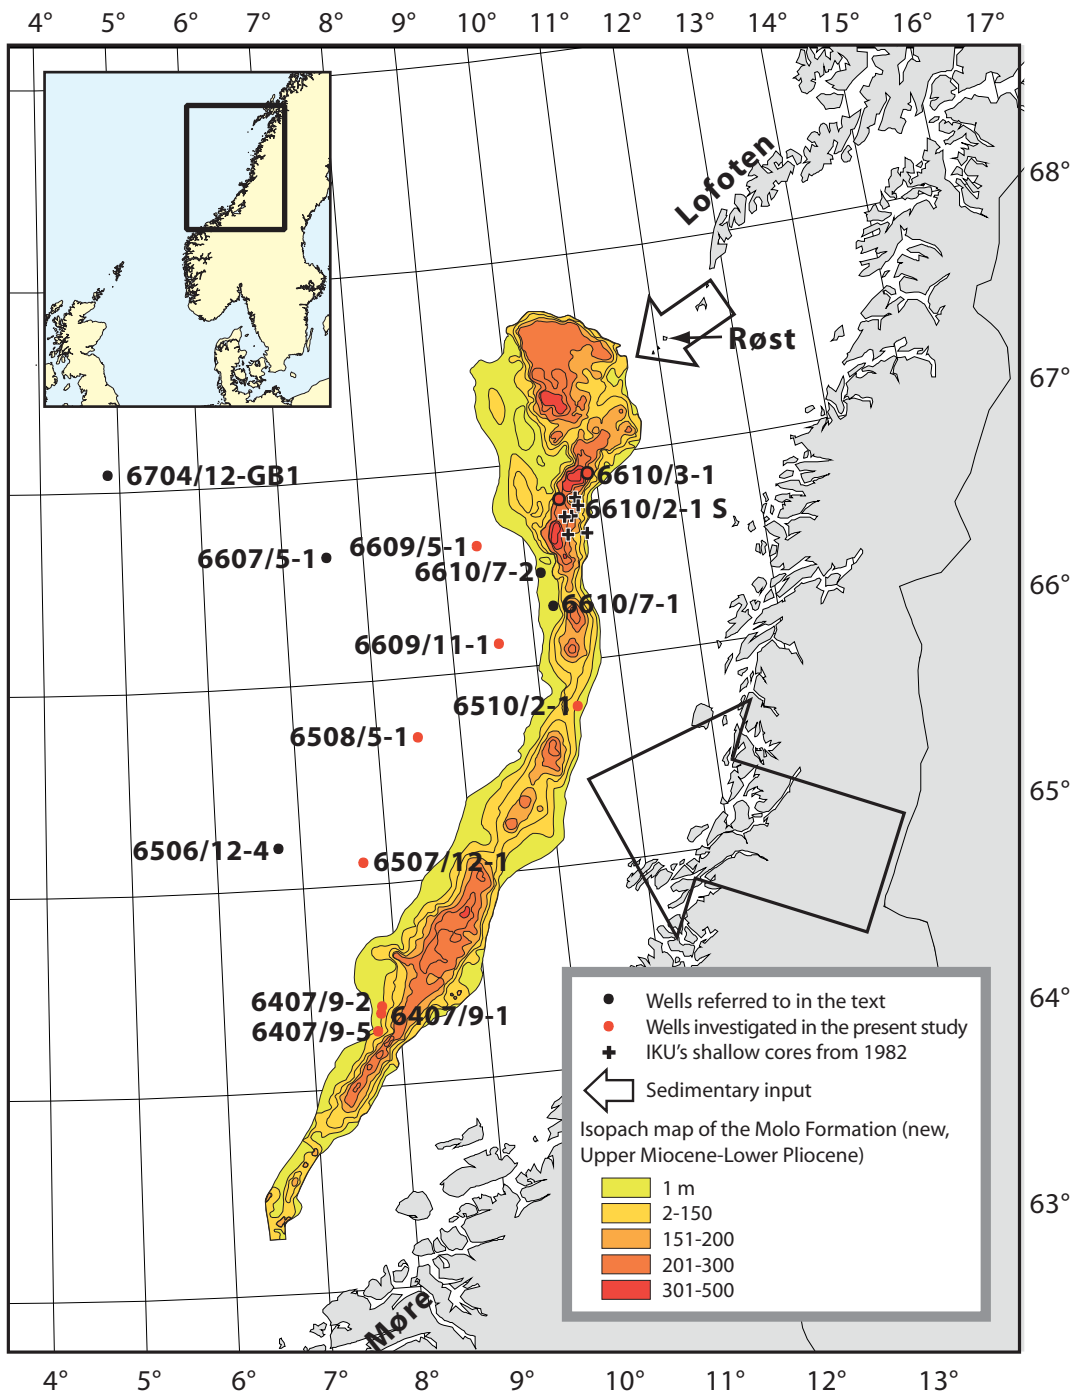 4° 5° 6° 7° 8° 9° 10° 11° 12° 13° 14° 15° 16° 17°
68°
Lofoten
Røst
67°
6704/12-GB1
6610/3-1
6610/2-1 S
6609/5-1
6607/5-1
6610/7-2
66°
6610/7-1
6609/11-1
6510/2-1
6508/5-1
65°
6506/12-4
6507/12-1
64°
6407/9-2
6407/9-1
6407/9-5
Wells referred to in the text
Wells investigated in the present study
IKU's shallow cores from 1982
Sedimentary input
Isopach map of the Molo Formation (new,
Upper Miocene-Lower Pliocene)
1 m
2-150
151-200
201-300
301-500
63°
Møre
4° 5° 6° 7° 8° 9° 10° 11° 12° 13°